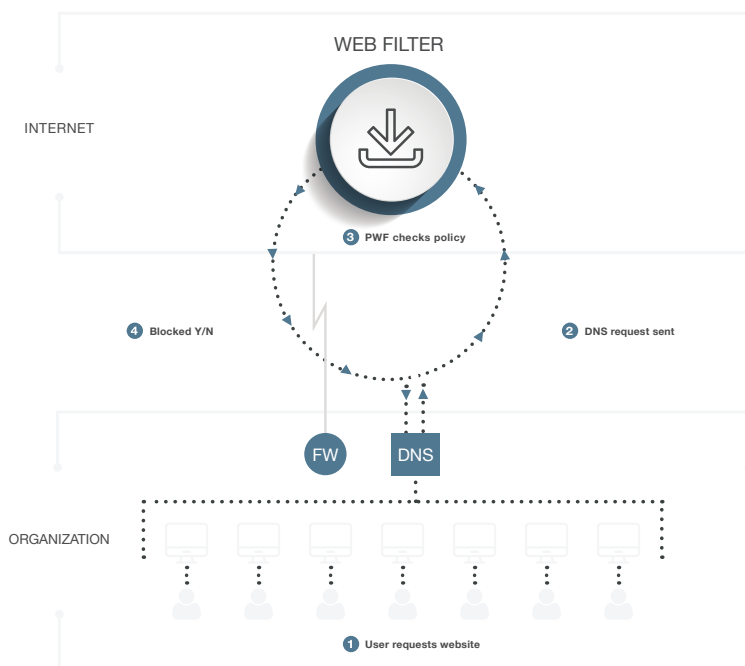 WEB FILTER
INTERNET
3 PWF checks policy
4 Blocked Y/N
2 DNS request sent
FW
DNS
ORGANIZATION
1 User requests website